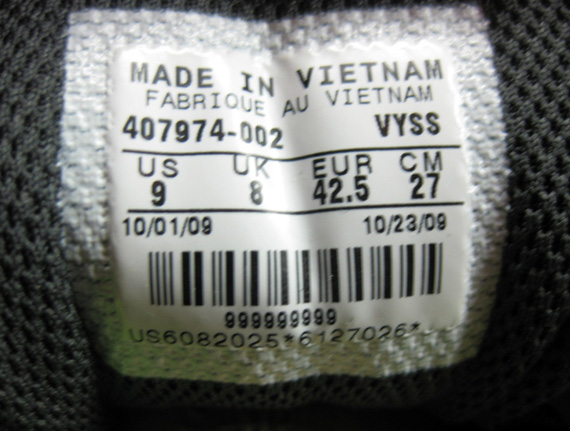 MADE IN VIETNAM
FABRIQUE AU VIETNAM
407974-002 VYSS
US UK EUR CM
9 8 42.5 27
10/01/09 10/23/09
999999999
US6082025*6127026*